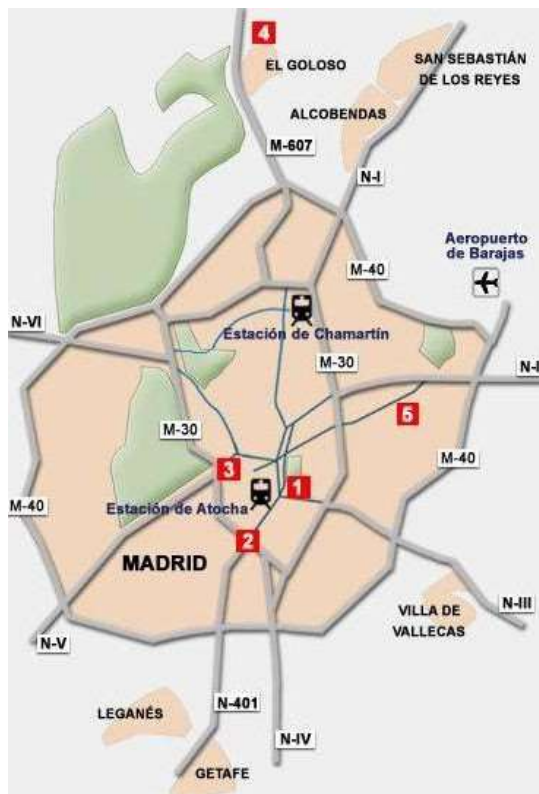 4
EL GOLOSO
SAN SEBASTIÁN
DE LOS REYES
ALCOBENDAS
M-607
N-I
Aeropuerto
de Barajas
M-40
N-VI
Estación de Chamartín
M-30
N-I
5
M-30
M-40
3
1
M-40
Estación de Atocha
2
MADRID
VILLA DE
VALLECAS
N-III
N-V
N-401
LEGANÉS
N-IV
GETAFE